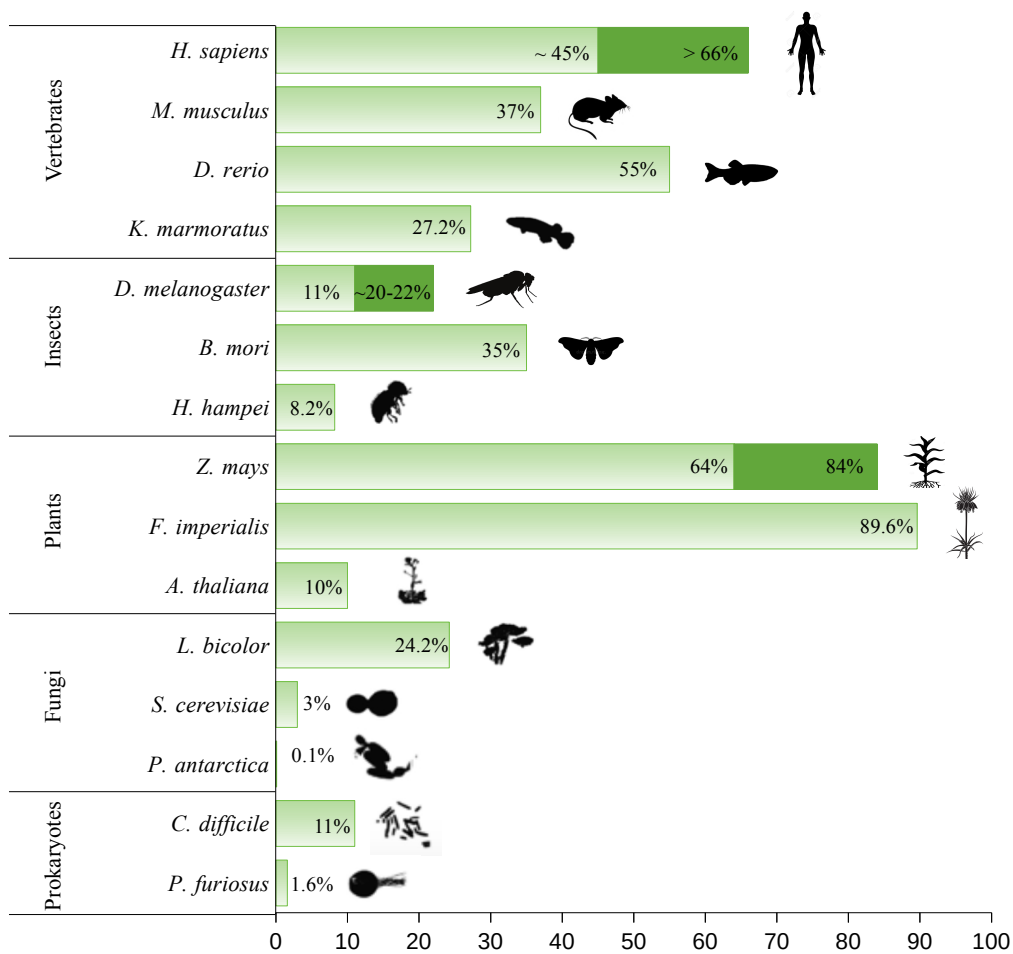 Vertebrates
H. sapiens ~ 45% > 66%
M. musculus 37%
D. rerio 55%
K. marmoratus 27.2%
Insects
D. melanogaster 11% ~20-22%
B. mori 35%
H. hampei 8.2%
Plants
Z. mays 64% 84%
F. imperialis 89.6%
A. thaliana 10%
Fungi
L. bicolor 24.2%
S. cerevisiae 3%
P. antarctica 0.1%
Prokaryotes
C. difficile 11%
P. furiosus 1.6%
0 10 20 30 40 50 60 70 80 90 100